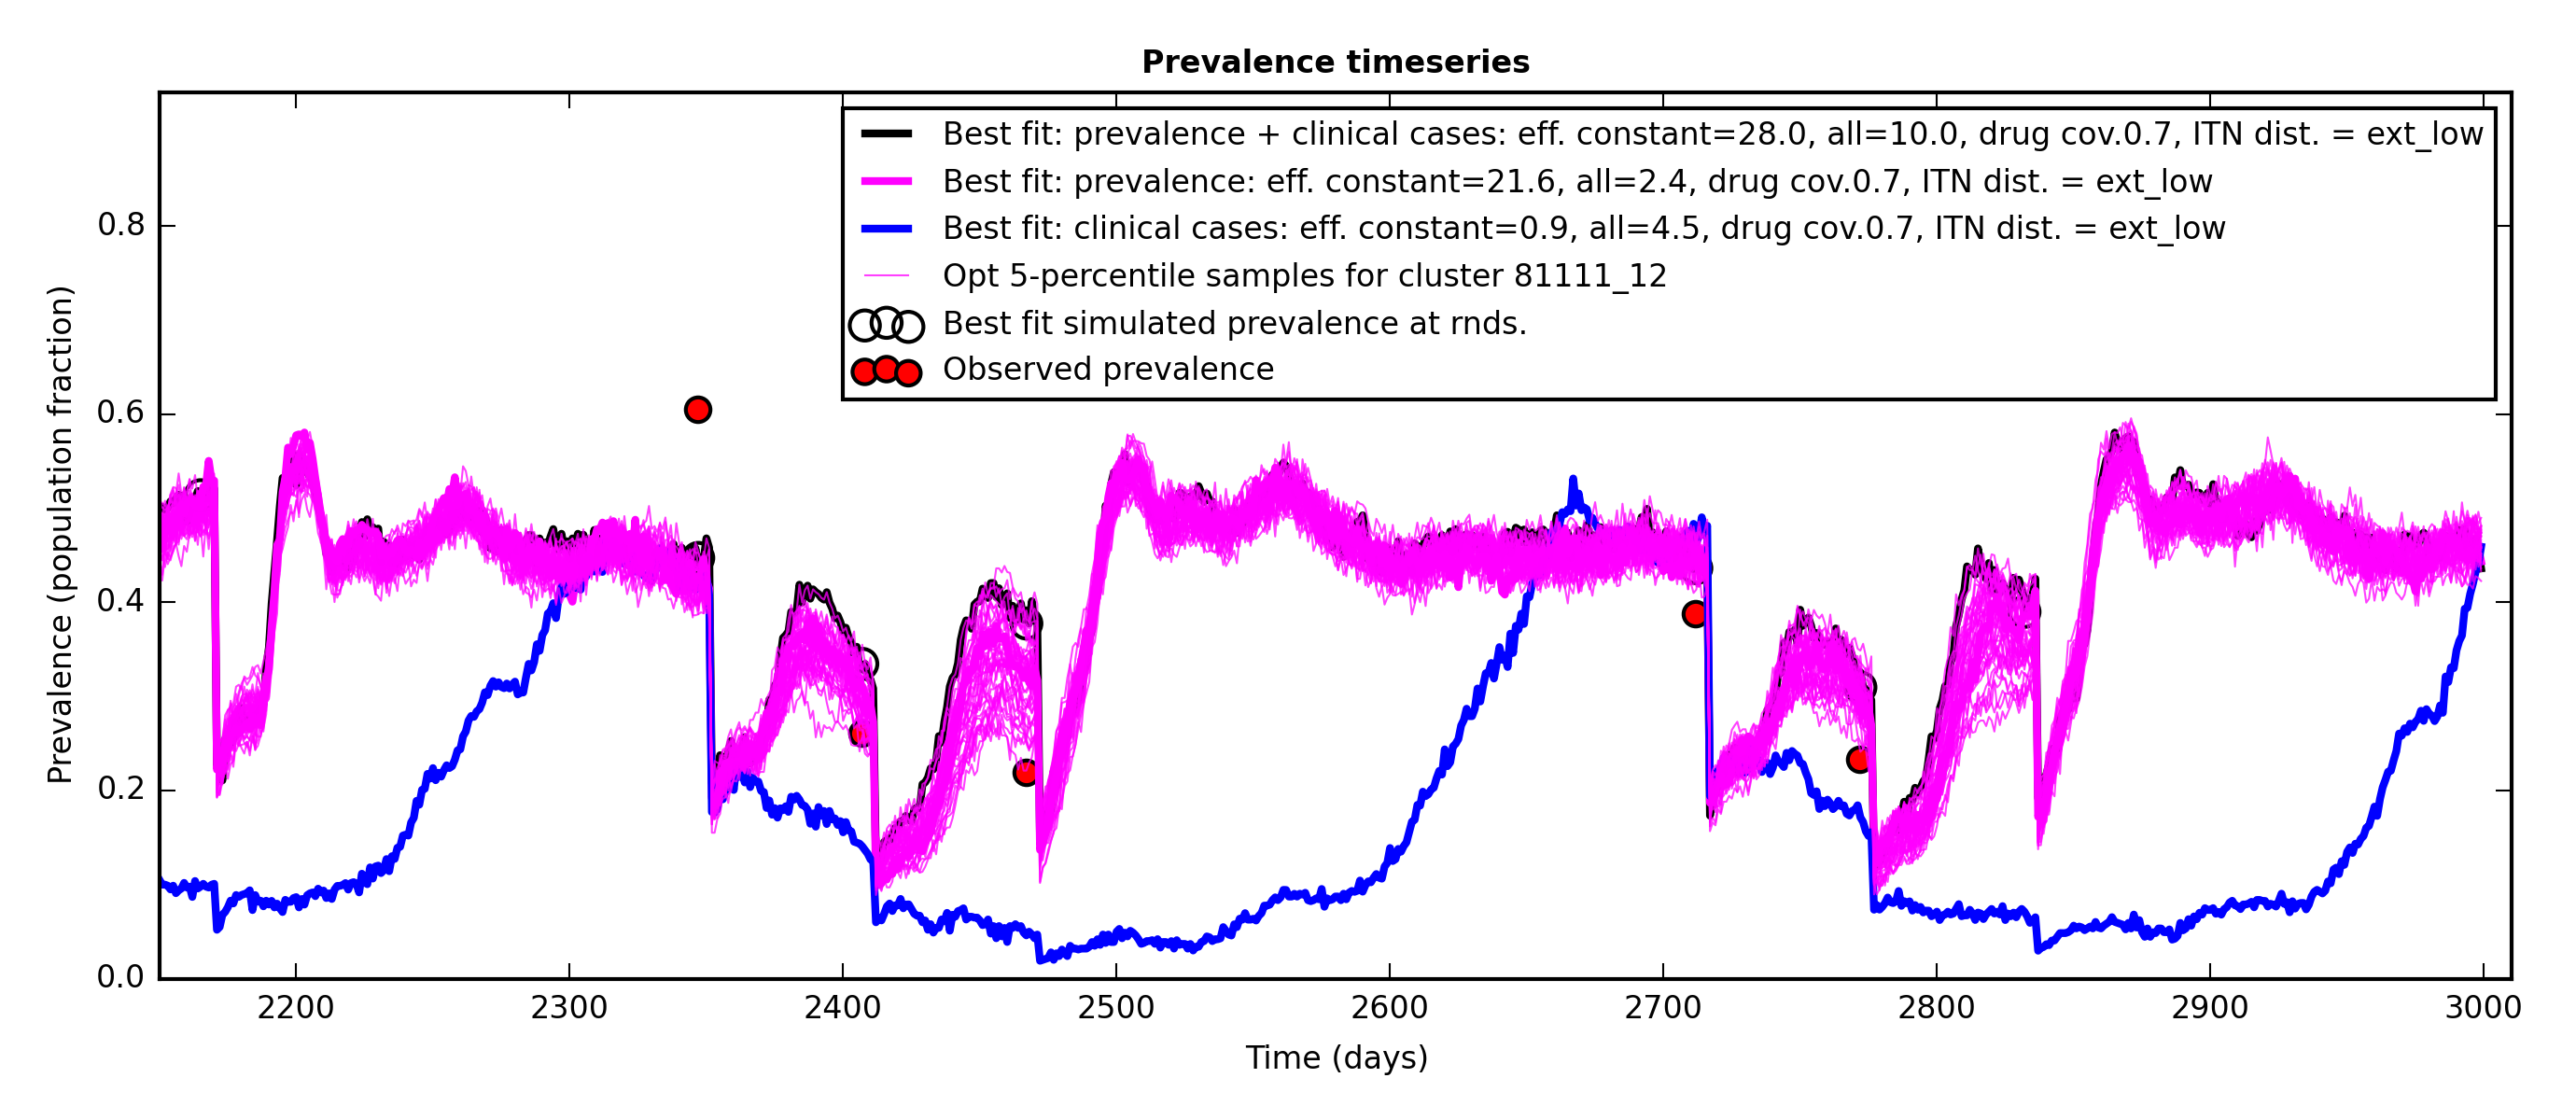 Prevalence timeseries
Best fit: prevalence + clinical cases: eff. constant=28.0, all=10.0, drug cov.0.7, ITN dist. = ext_low
Best fit: prevalence: eff. constant=21.6, all=2.4, drug cov.0.7, ITN dist. = ext_low
Best fit: clinical cases: eff. constant=0.9, all=4.5, drug cov.0.7, ITN dist. = ext_low
Opt 5-percentile samples for cluster 81111_12
Best fit simulated prevalence at rnds.
Observed prevalence
Prevalence (population fraction)
0.8
0.6
0.4
0.2
0.0
2200 2300 2400 2500 2600 2700 2800 2900 3000
Time (days)